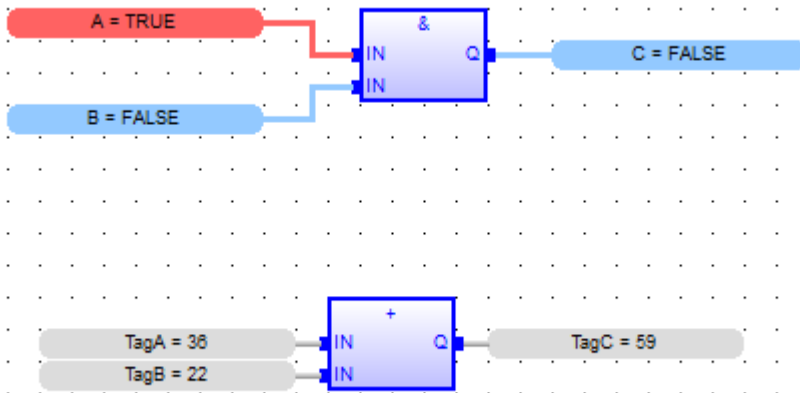 A = TRUE
&
IN
Q
C = FALSE
IN
B = FALSE
+
TagA = 36
IN
Q
TagC = 59
TagB = 22
IN